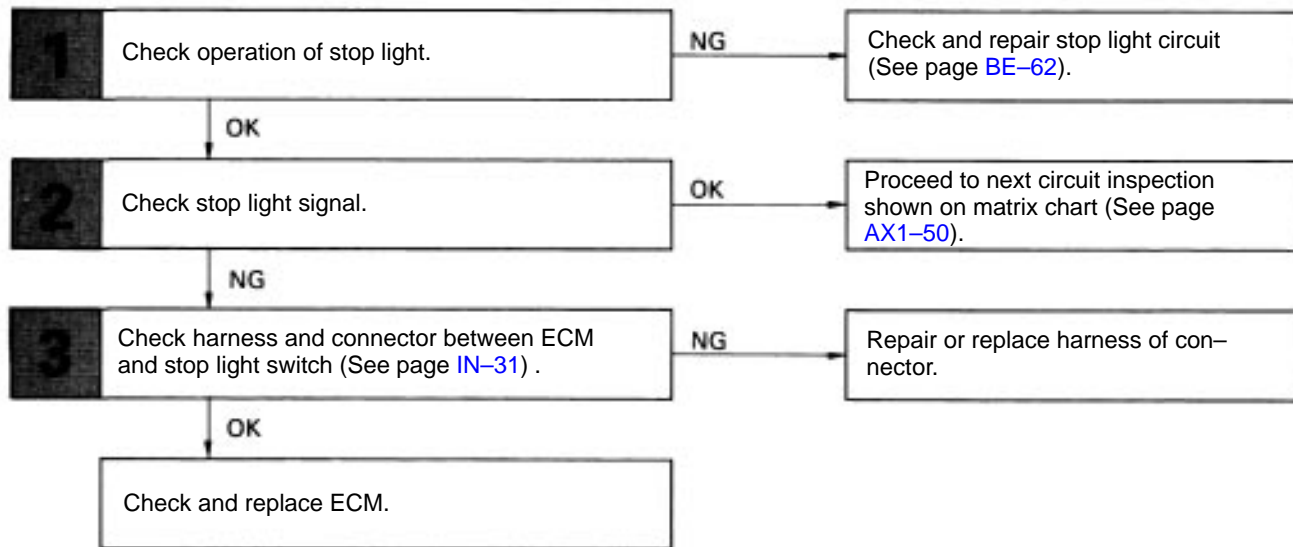 1
Check operation of stop light.
NG
Check and repair stop light circuit
(See page BE–62).
OK
2
Check stop light signal.
OK
Proceed to next circuit inspection
shown on matrix chart (See page
AX1–50).
NG
3
Check harness and connector between ECM
and stop light switch (See page IN–31) .
NG
Repair or replace harness of con–
nector.
OK
Check and replace ECM.